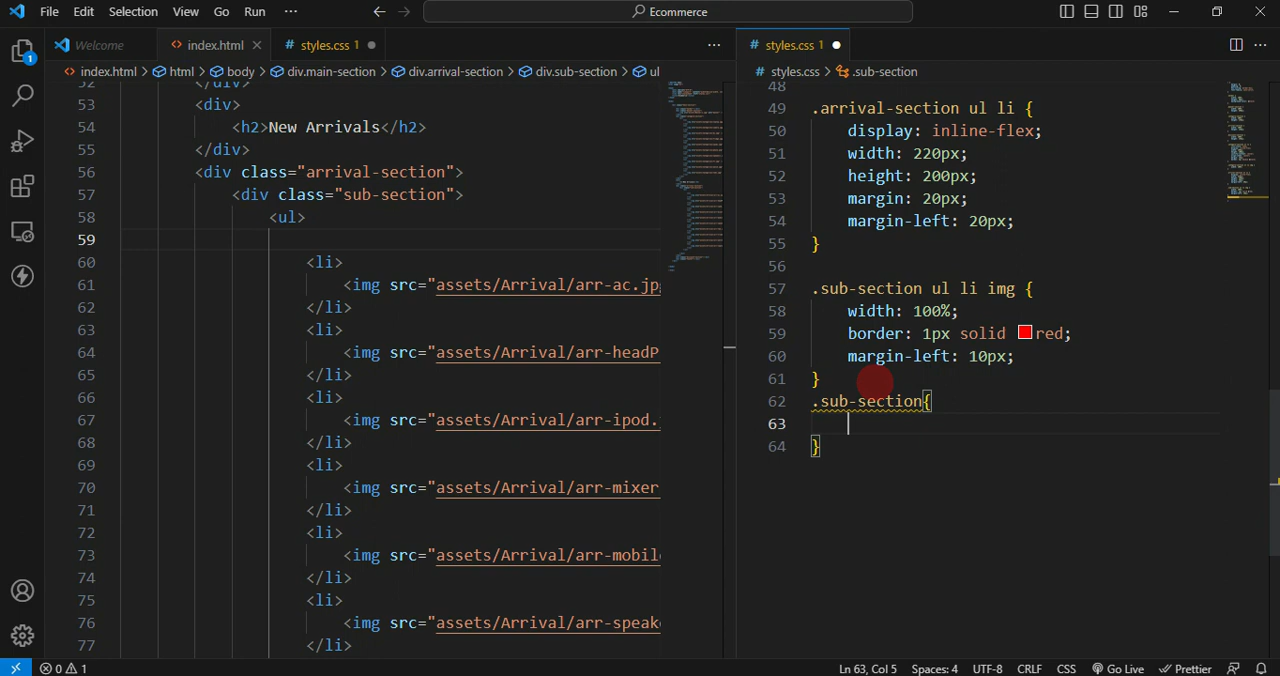 File Edit Selection View Go Run ··· Ecommerce
Welcome index.html styles.css 1 styles.css 1
index.html > html > body > div.main-section > div.arrival-section > div.sub-section > ul
styles.css > .sub-section
53 <div>
54 <h2>New Arrivals</h2>
55 </div>
56 <div class="arrival-section">
57 <div class="sub-section">
58 <ul>
59
60 <li>
61 <img src="assets/Arrival/arr-ac.jp
62 </li>
63 <li>
64 <img src="assets/Arrival/arr-headP
65 </li>
66 <li>
67 <img src="assets/Arrival/arr-ipod.
68 </li>
69 <li>
70 <img src="assets/Arrival/arr-mixer
71 </li>
72 <li>
73 <img src="assets/Arrival/arr-mobil
74 </li>
75 <li>
76 <img src="assets/Arrival/arr-speak
77 </li>
48
49 .arrival-section ul li {
50 display: inline-flex;
51 width: 220px;
52 height: 200px;
53 margin: 20px;
54 margin-left: 20px;
55 }
56
57 .sub-section ul li img {
58 width: 100%;
59 border: 1px solid red;
60 margin-left: 10px;
61 }
62 .sub-section{
63
64 }
0 1 Ln 63, Col 5 Spaces: 4 UTF-8 CRLF CSS Go Live Prettier